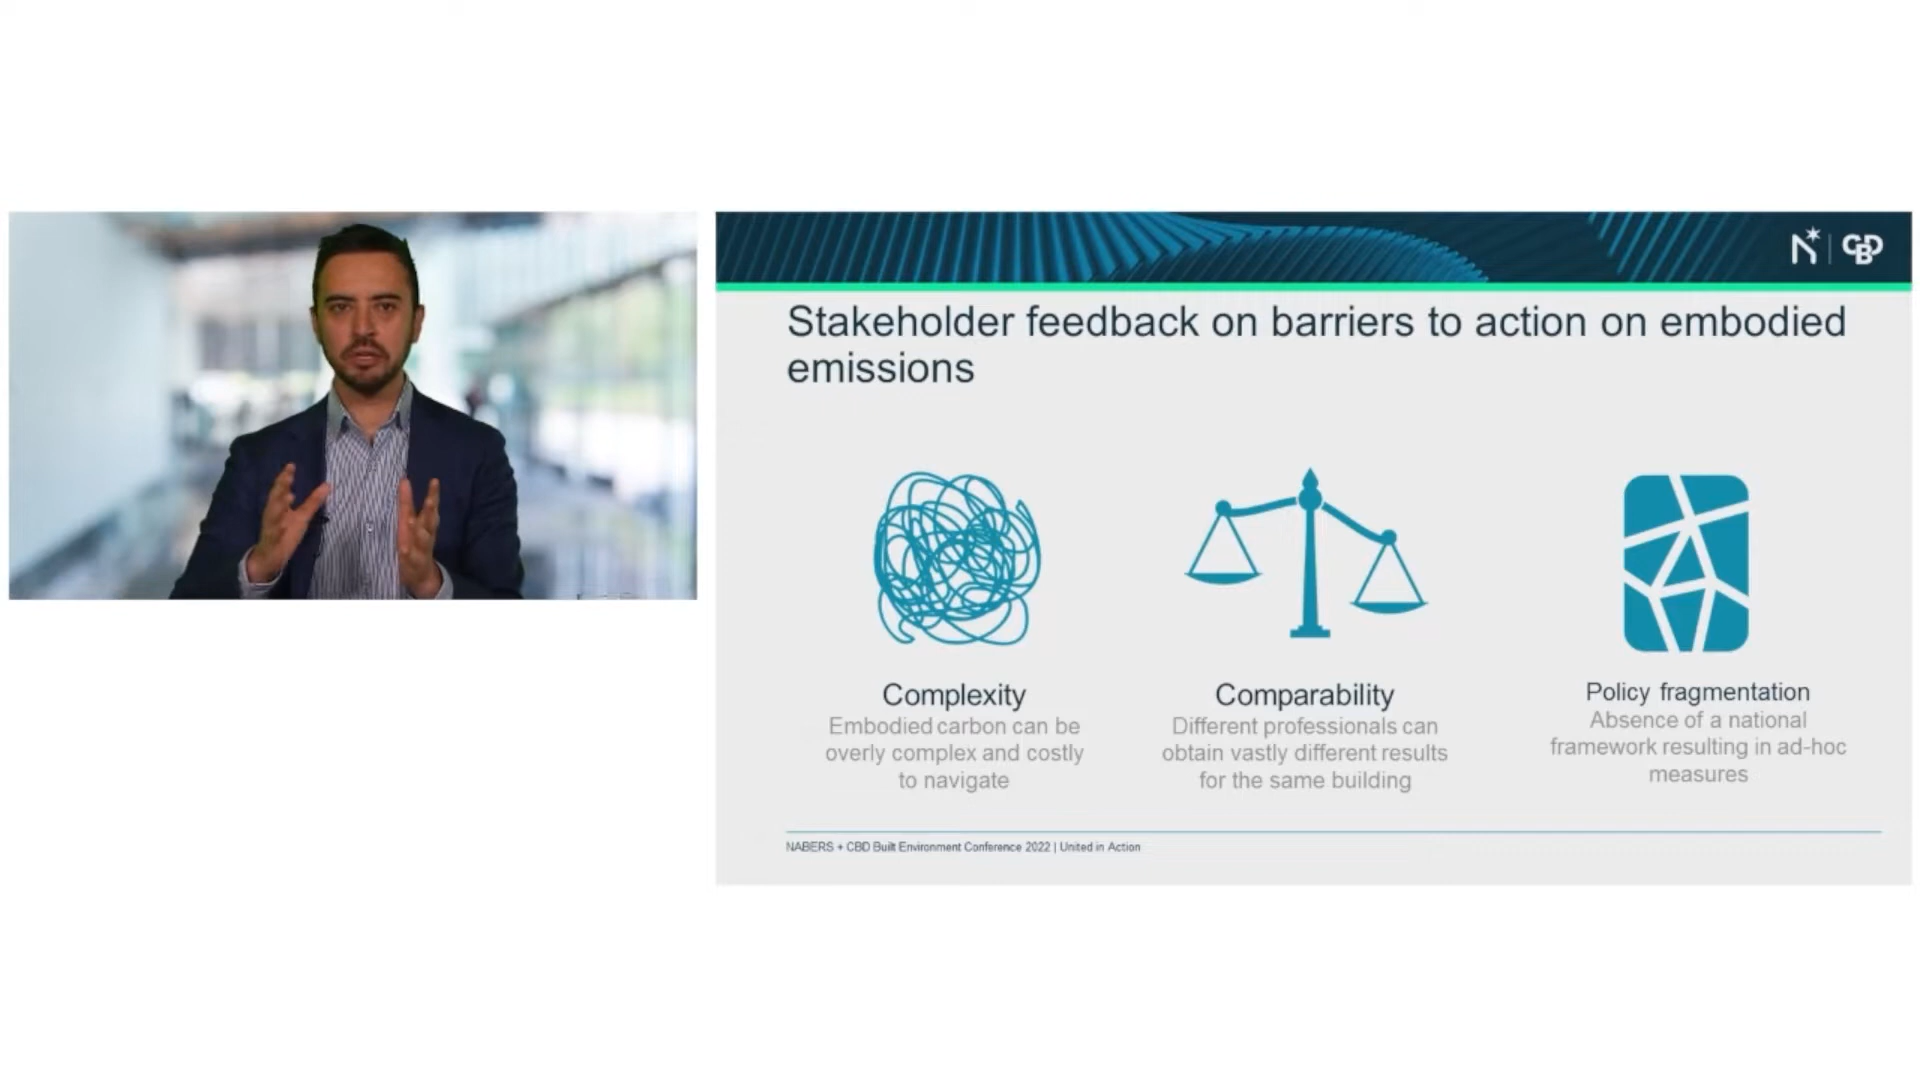 N | CBD
Stakeholder feedback on barriers to action on embodied
emissions
Complexity
Embodied carbon can be
overly complex and costly
to navigate
Comparability
Different professionals can
obtain vastly different results
for the same building
Policy fragmentation
Absence of a national
framework resulting in ad-hoc
measures
NABERS + CBD Built Environment Conference 2022 | United in Action